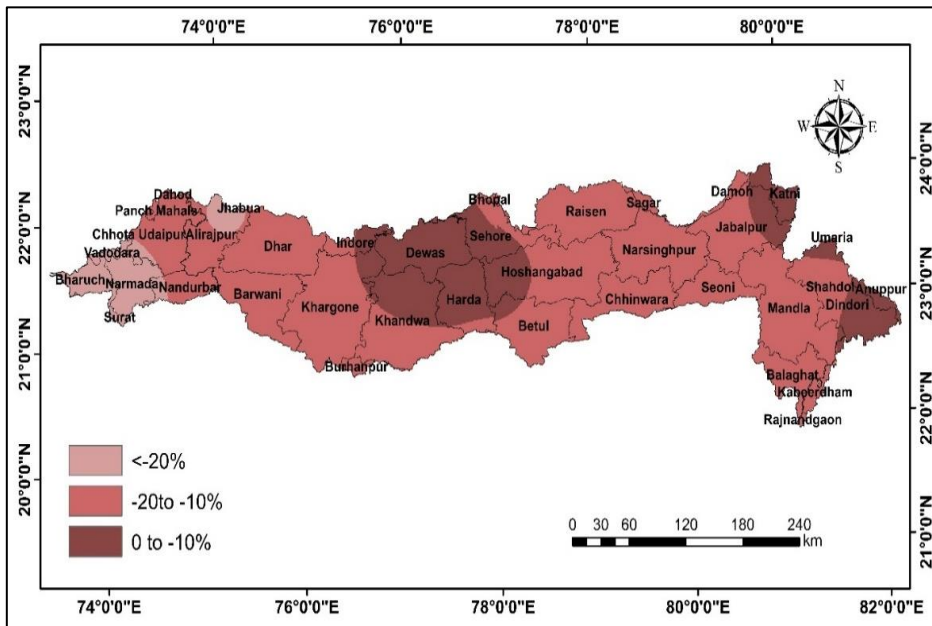 74°0'0"E 76°0'0"E 78°0'0"E 80°0'0"E
23°0'0"N
22°0'0"N
21°0'0"N
20°0'0"N
24°0'0"N
23°0'0"N
22°0'0"N
21°0'0"N
N
W E
S
Dahod
Panch Mahals
Jhabua
Chhota Udaipur
Alirajpur
Vadodara
Bharuch
Narmada
Nandurbar
Surat
Dhar
Barwani
Indore
Khargone
Burhanpur
Dewas
Khandwa
Bhopal
Sehore
Harda
Hoshangabad
Betul
Raisen
Sagar
Narsinghpur
Chhinwara
Seoni
Damoh
Katni
Jabalpur
Umaria
Shahdol
Anuppur
Dindori
Mandla
Balaghat
Kabeerdham
Rajnandgaon
<-20%
-20to -10%
0 to -10%
0 30 60 120 180 240
km
74°0'0"E 76°0'0"E 78°0'0"E 80°0'0"E 82°0'0"E